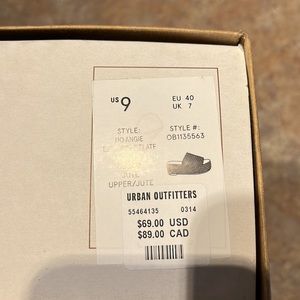 US 9
EU 40
UK 7
STYLE:
STYLE #:
OB1135563
UPPER/JUTE
URBAN OUTFITTERS
55464135 0314
$69.00 USD
$89.00 CAD